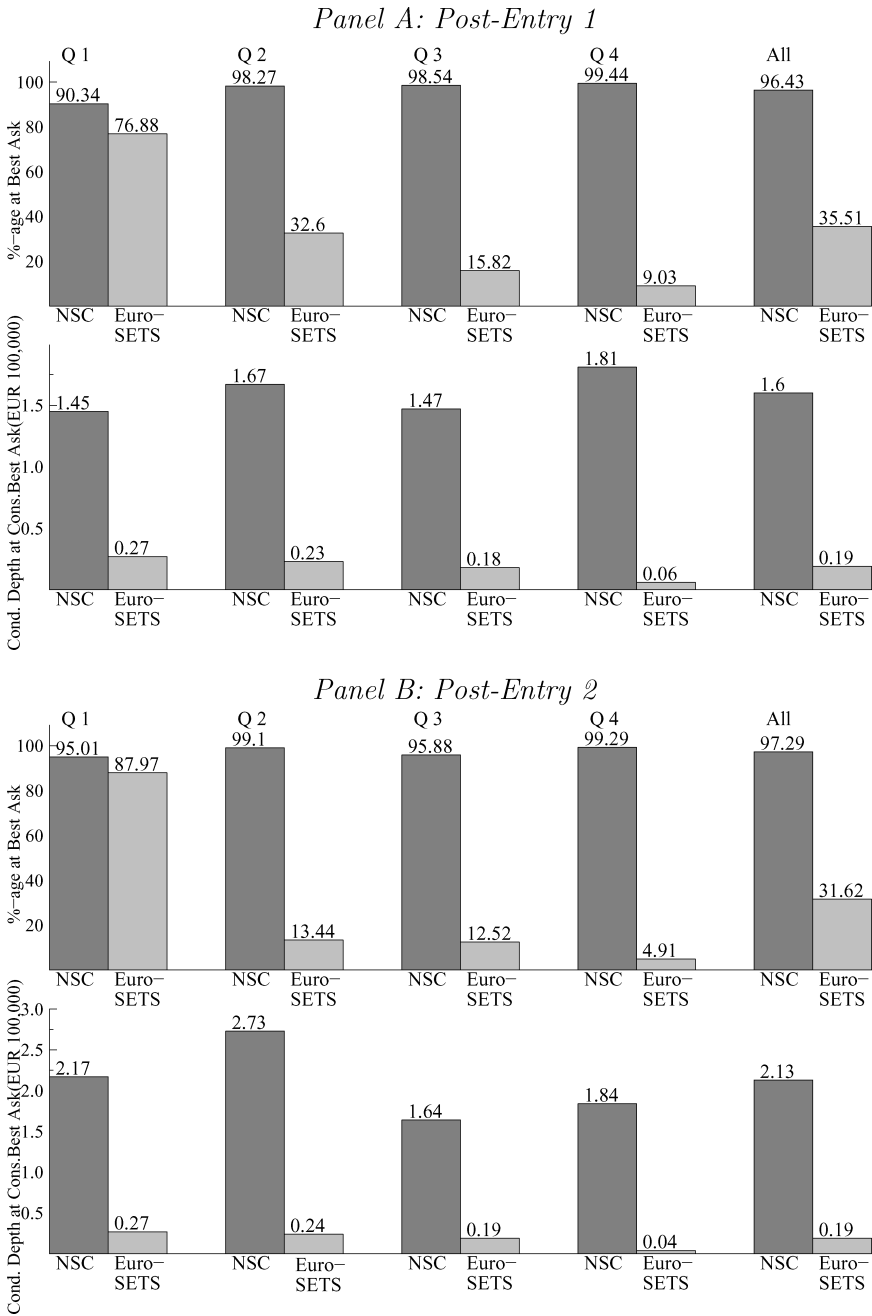 Panel A: Post-Entry 1
Q 1 Q 2 Q 3 Q 4 All
%−age at Best Ask
100
80
60
40
20
90.34 76.88 98.27 32.6 98.54 15.82 99.44 9.03 96.43 35.51
NSC Euro− NSC Euro− NSC Euro− NSC Euro− NSC Euro−
SETS SETS SETS SETS SETS
Cond. Depth at Cons.Best Ask(EUR 100,000)
1.5
1.0
0.5
1.45 0.27 1.67 0.23 1.47 0.18 1.81 0.06 1.6 0.19
NSC Euro− NSC Euro− NSC Euro− NSC Euro− NSC Euro−
SETS SETS SETS SETS SETS
Panel B: Post-Entry 2
Q 1 Q 2 Q 3 Q 4 All
%−age at Best Ask
100
80
60
40
20
95.01 87.97 99.1 13.44 95.88 12.52 99.29 4.91 97.29 31.62
NSC Euro− NSC Euro− NSC Euro− NSC Euro− NSC Euro−
SETS SETS SETS SETS SETS
Cond. Depth at Cons.Best Ask(EUR 100,000)
3.0
2.5
2.0
1.5
1.0
0.5
2.17 0.27 2.73 0.24 1.64 0.19 1.84 0.04 2.13 0.19
NSC Euro− NSC Euro− NSC Euro− NSC Euro− NSC Euro−
SETS SETS SETS SETS SETS